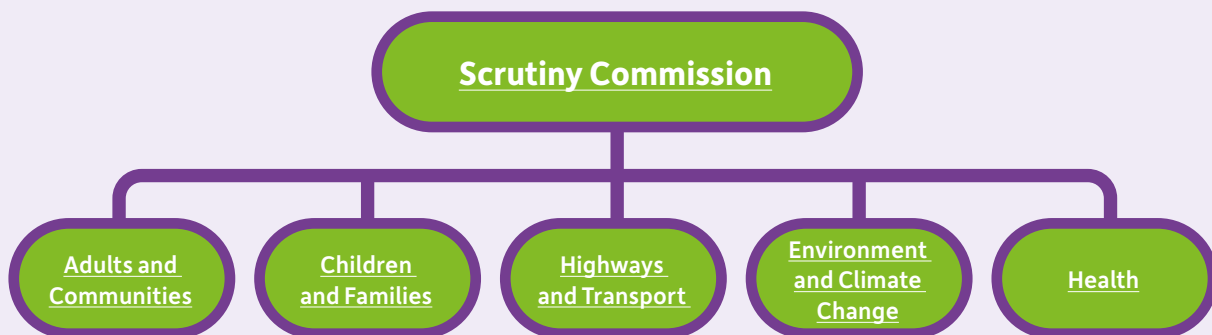 Scrutiny Commission
Adults and
Communities
Children
and Families
Highways
and Transport
Environment
and Climate
Change
Health